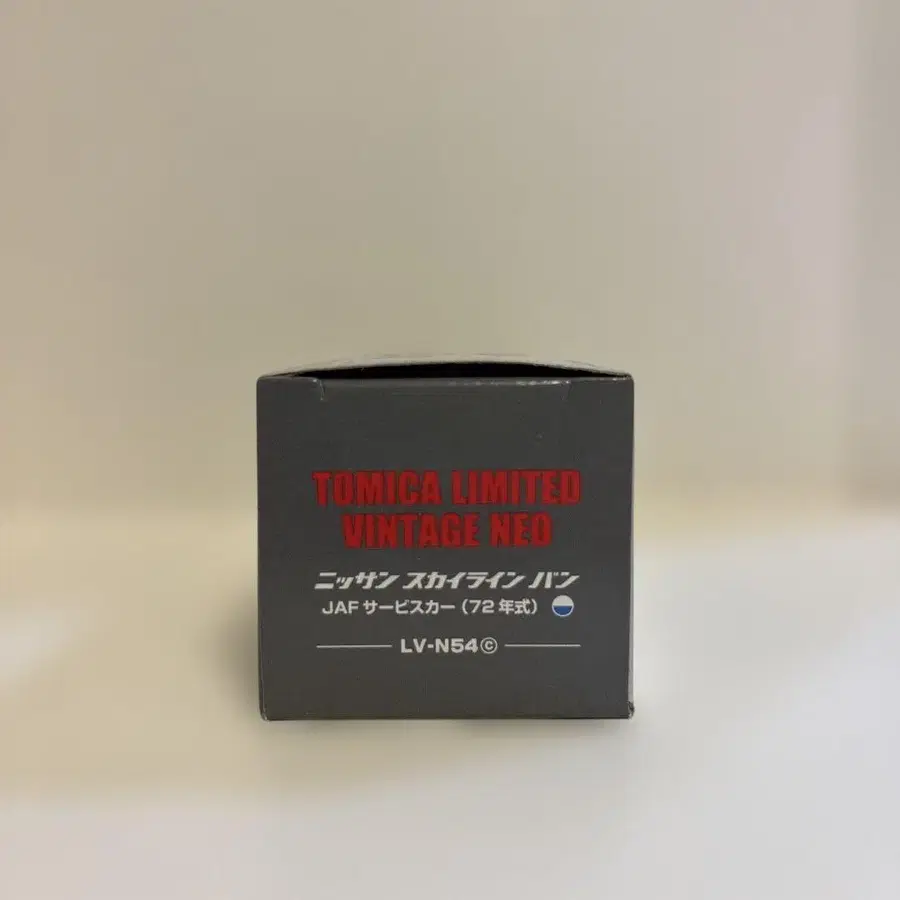 TOMICA LIMITED
VINTAGE NEO
ニッサン スカイライン バン
JAF サービスカー（72 年式）
LV-N54ⓒ